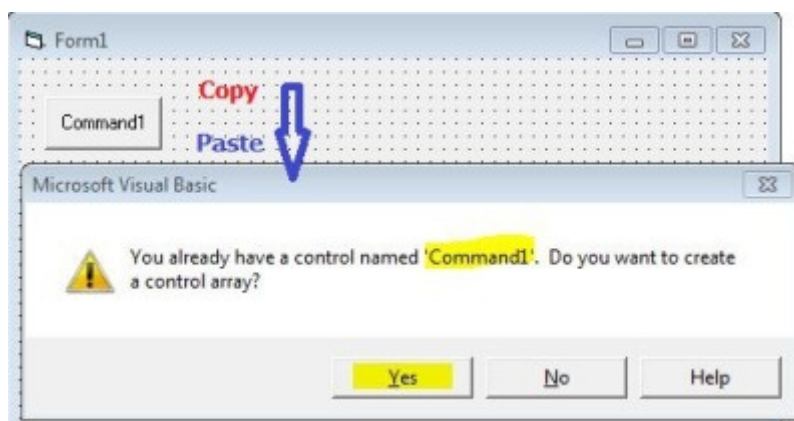 Form1
Copy
Command1
Paste
Microsoft Visual Basic
You already have a control named 'Command1'. Do you want to create
a control array?
Yes
No
Help